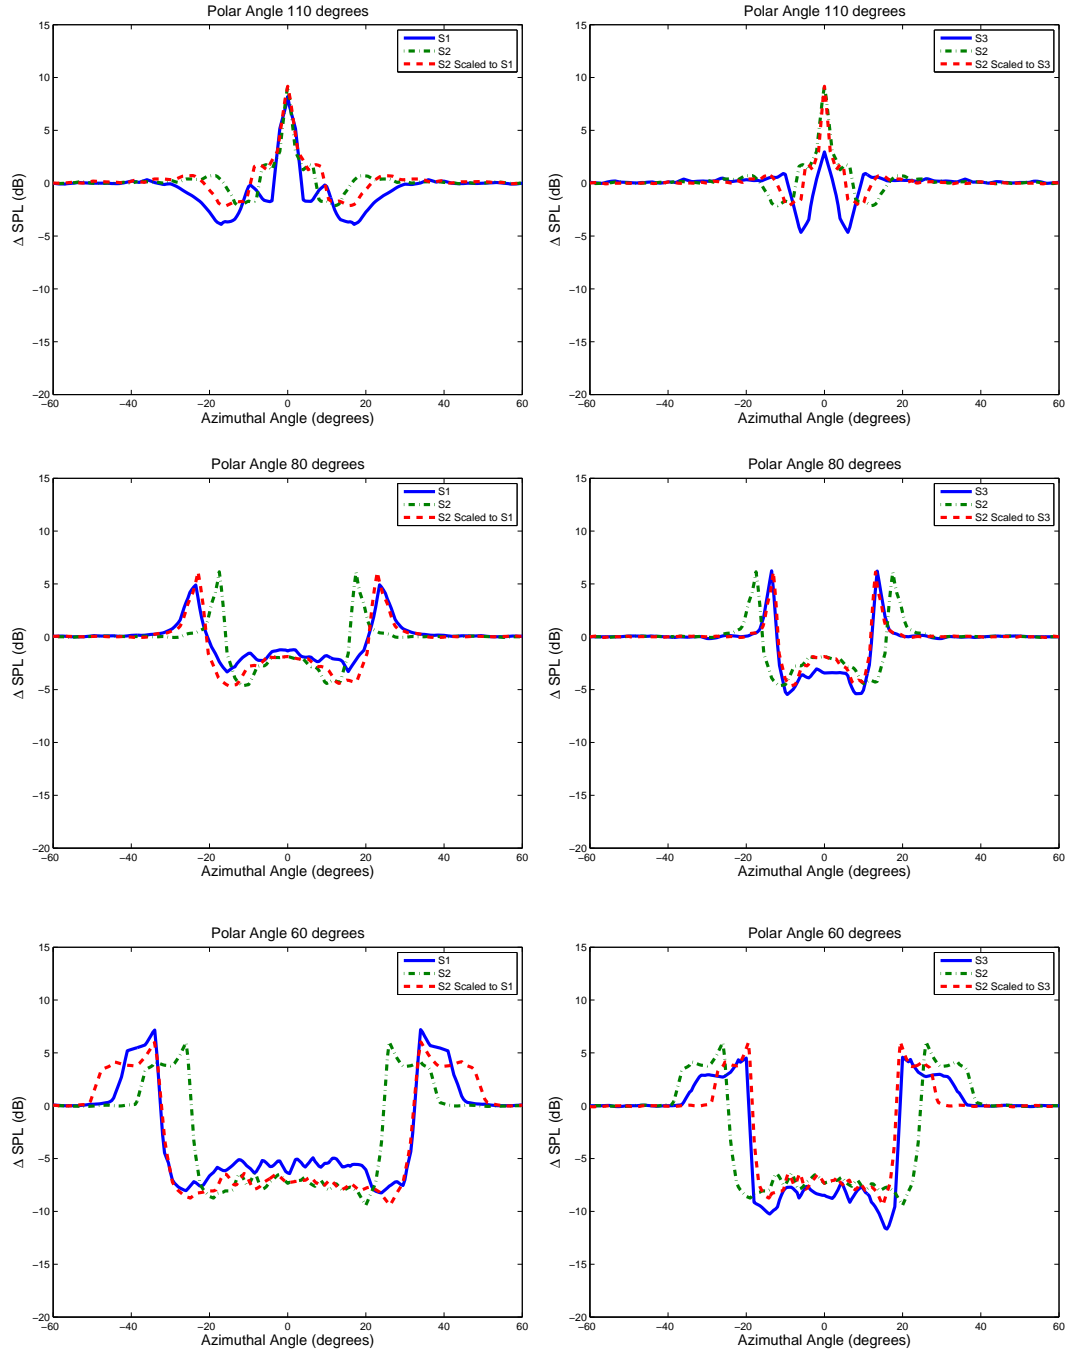 Polar Angle 110 degrees
15
10
5
0
−5
−10
−15
−20
Δ SPL (dB)
S1
S2
S2 Scaled to S1
−60 −40 −20 0 20 40 60
Azimuthal Angle (degrees)
Polar Angle 110 degrees
15
10
5
0
−5
−10
−15
−20
Δ SPL (dB)
S3
S2
S2 Scaled to S3
−60 −40 −20 0 20 40 60
Azimuthal Angle (degrees)
Polar Angle 80 degrees
15
10
5
0
−5
−10
−15
−20
Δ SPL (dB)
S1
S2
S2 Scaled to S1
−60 −40 −20 0 20 40 60
Azimuthal Angle (degrees)
Polar Angle 80 degrees
15
10
5
0
−5
−10
−15
−20
Δ SPL (dB)
S3
S2
S2 Scaled to S3
−60 −40 −20 0 20 40 60
Azimuthal Angle (degrees)
Polar Angle 60 degrees
15
10
5
0
−5
−10
−15
−20
Δ SPL (dB)
S1
S2
S2 Scaled to S1
−60 −40 −20 0 20 40 60
Azimuthal Angle (degrees)
Polar Angle 60 degrees
15
10
5
0
−5
−10
−15
−20
Δ SPL (dB)
S3
S2
S2 Scaled to S3
−60 −40 −20 0 20 40 60
Azimuthal Angle (degrees)